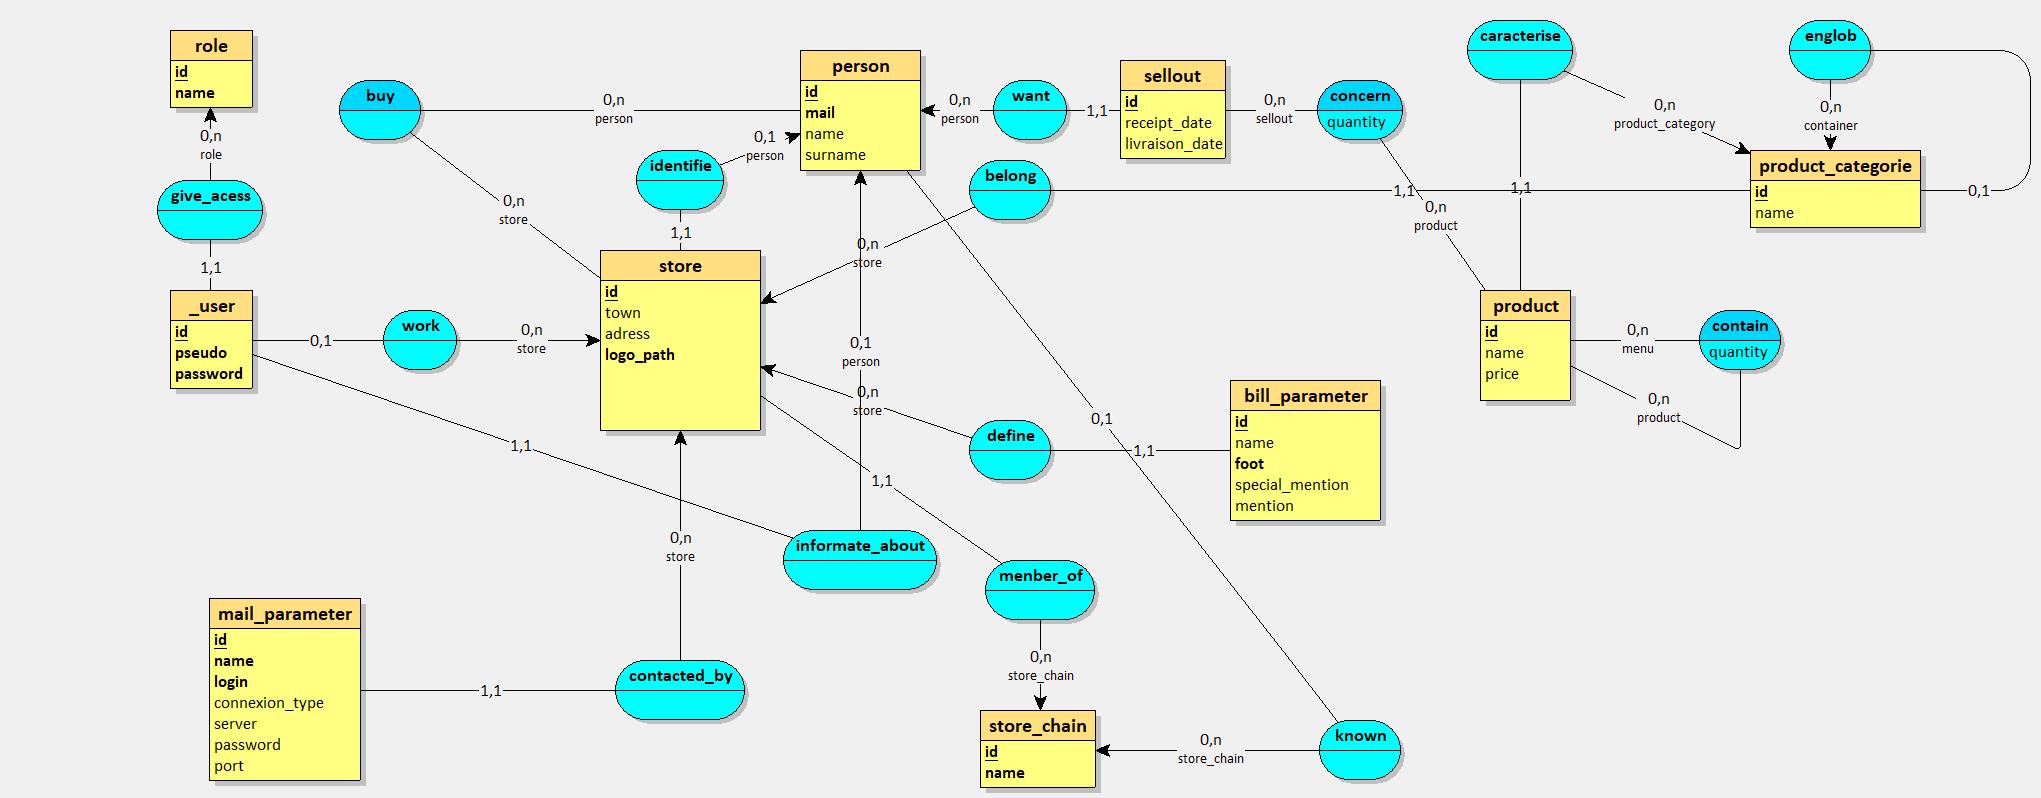 role
id
name
0,n
role
give_acess
1,1
_user
id
pseudo
password
buy
0,n
person
0,n
store
0,1
work
0,n
store
1,1
person
id
mail
name
surname
identifie
0,1
person
1,1
store
id
town
adress
logo_path
0,n
person
want
1,1
sellout
id
receipt_date
livraison_date
0,n
sellout
concern
quantity
0,n
product
belong
1,1
0,n
store
caracterise
0,n
product_category
1,1
englob
0,n
container
0,1
product_categorie
id
name
product
id
name
price
0,n
menu
contain
quantity
0,n
product
0,1
person
0,n
store
define
1,1
bill_parameter
id
name
foot
special_mention
mention
0,1
1,1
informate_about
menber_of
0,n
store_chain
store_chain
id
name
0,n
store_chain
known
0,n
store
contacted_by
1,1
mail_parameter
id
name
login
connexion_type
server
password
port